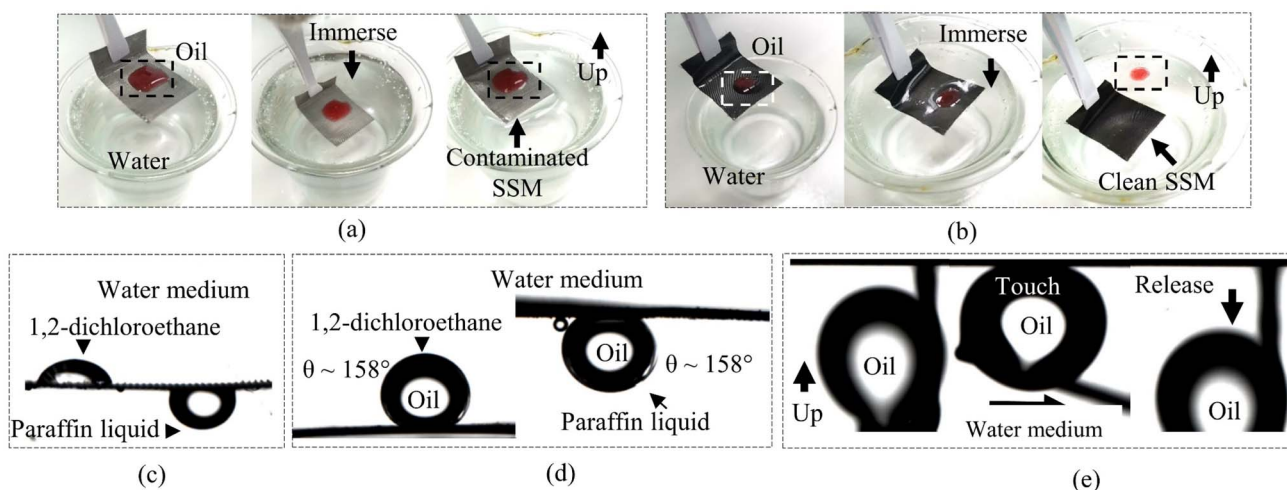 Oil
Immerse
Up
Water
Contaminated
SSM
(a)
Oil
Immerse
Up
Water
Clean SSM
(b)
Water medium
1,2-dichloroethane
Paraffin liquid
(c)
Water medium
1,2-dichloroethane
θ ~ 158°
Oil
Oil
θ ~ 158°
Paraffin liquid
(d)
Oil
Up
Touch
Oil
Water medium
Release
Oil
(e)